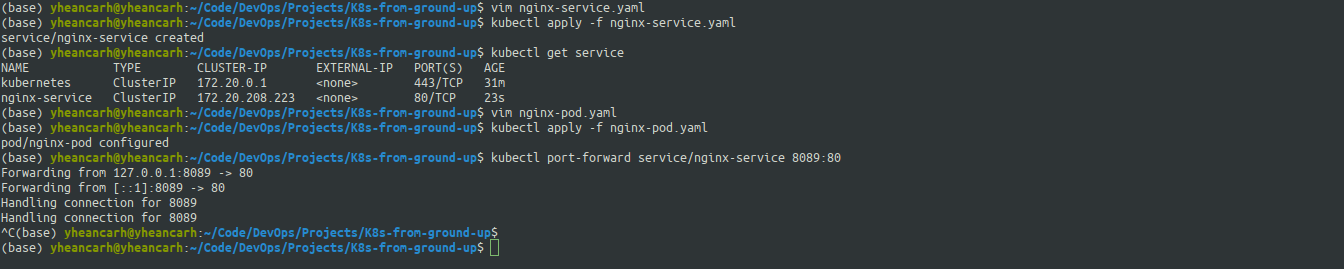 (base) yheancarh@yheancarh:~/Code/DevOps/Projects/K8s-from-ground-up$ vim nginx-service.yaml
(base) yheancarh@yheancarh:~/Code/DevOps/Projects/K8s-from-ground-up$ kubectl apply -f nginx-service.yaml
service/nginx-service created
(base) yheancarh@yheancarh:~/Code/DevOps/Projects/K8s-from-ground-up$ kubectl get service
NAME            TYPE        CLUSTER-IP       EXTERNAL-IP   PORT(S)   AGE
kubernetes      ClusterIP   172.20.0.1       <none>        443/TCP   31m
nginx-service   ClusterIP   172.20.208.223   <none>        80/TCP    23s
(base) yheancarh@yheancarh:~/Code/DevOps/Projects/K8s-from-ground-up$ vim nginx-pod.yaml
(base) yheancarh@yheancarh:~/Code/DevOps/Projects/K8s-from-ground-up$ kubectl apply -f nginx-pod.yaml
pod/nginx-pod configured
(base) yheancarh@yheancarh:~/Code/DevOps/Projects/K8s-from-ground-up$ kubectl port-forward service/nginx-service 8089:80
Forwarding from 127.0.0.1:8089 -> 80
Forwarding from [::1]:8089 -> 80
Handling connection for 8089
Handling connection for 8089
^C(base) yheancarh@yheancarh:~/Code/DevOps/Projects/K8s-from-ground-up$
(base) yheancarh@yheancarh:~/Code/DevOps/Projects/K8s-from-ground-up$